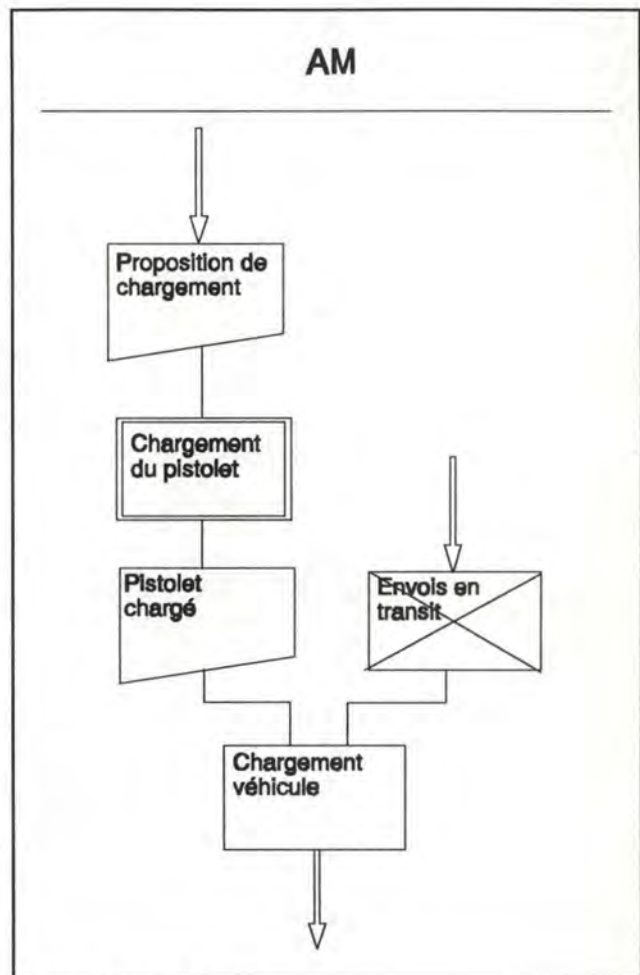 AM
Proposition de
chargement
Chargement
du pistolet
Pistolet
chargé
Envois en
transit
Chargement
véhicule